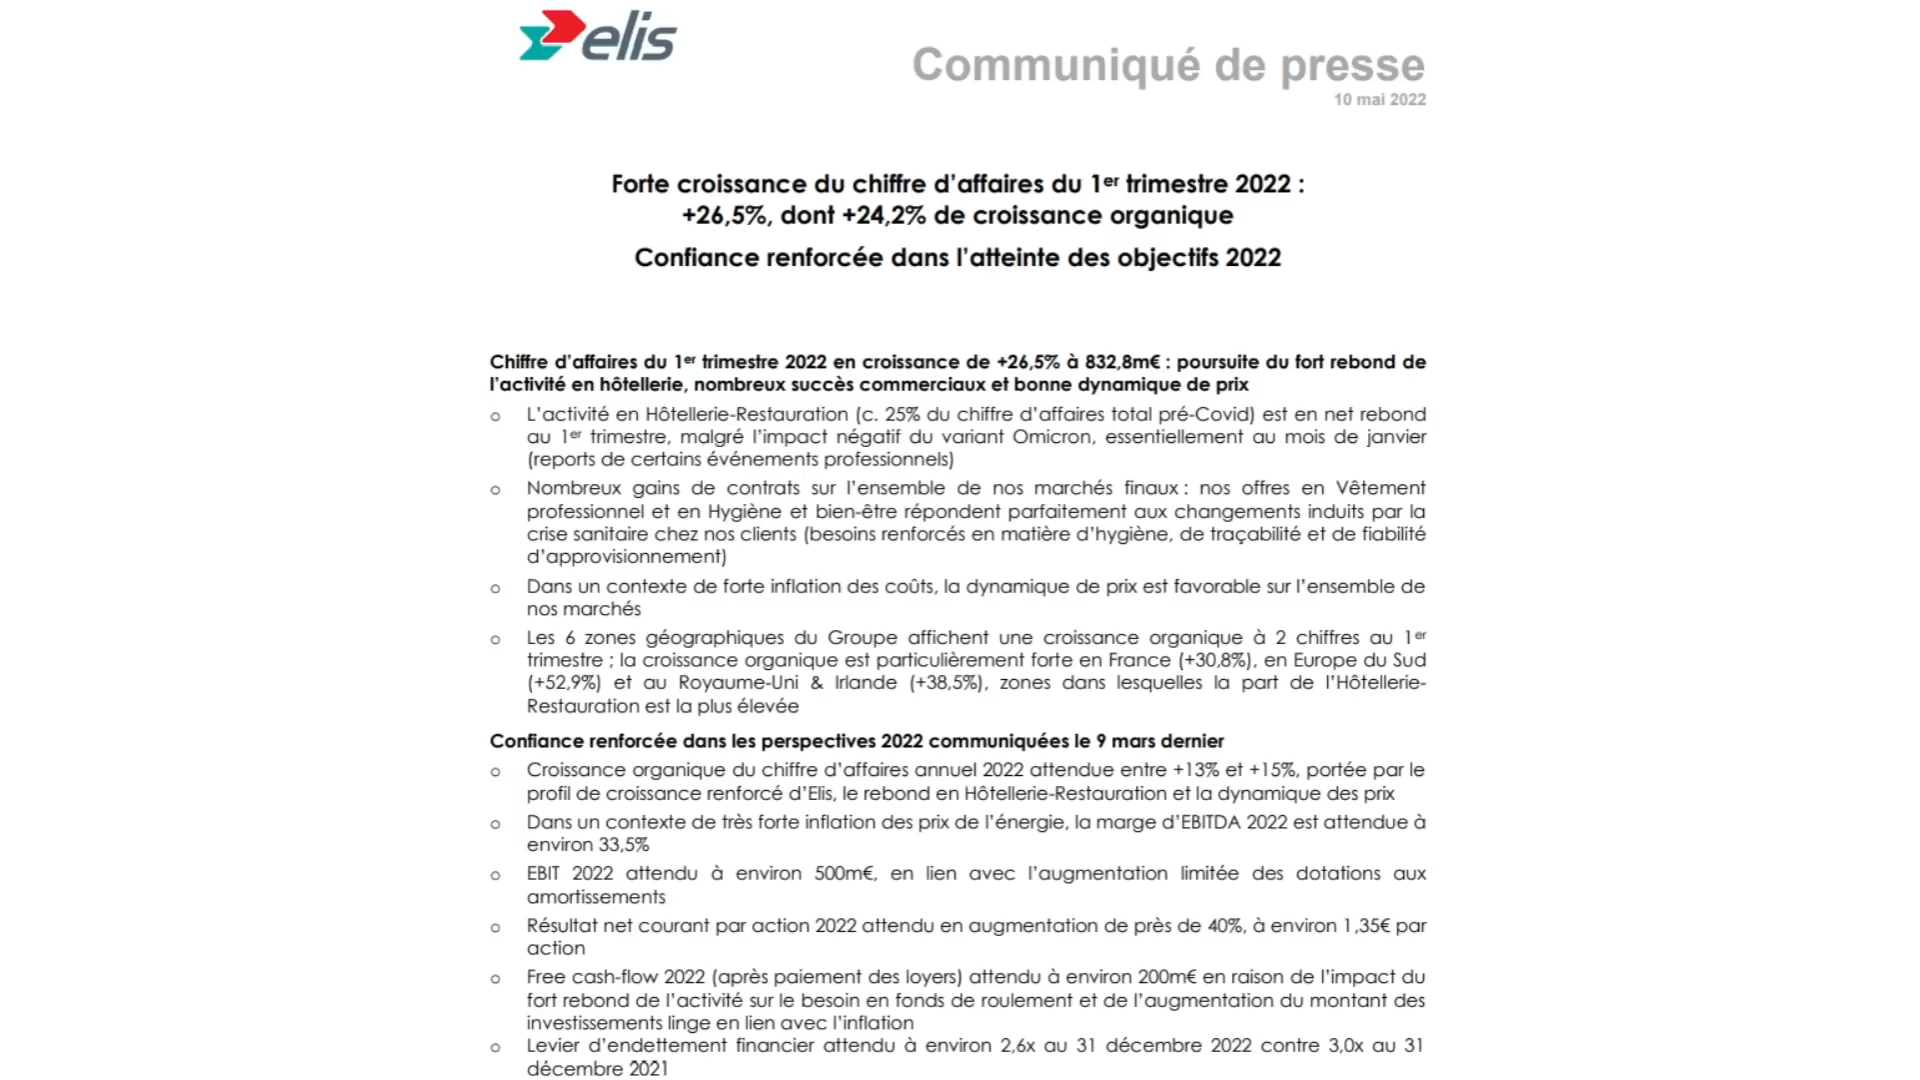 elis
Communiqué de presse
10 mai 2022
Forte croissance du chiffre d’affaires du 1er trimestre 2022 :
+26,5%, dont +24,2% de croissance organique
Confiance renforcée dans l’atteinte des objectifs 2022
Chiffre d’affaires du 1er trimestre 2022 en croissance de +26,5% à 832,8m€ : poursuite du fort rebond de
l’activité en hôtellerie, nombreux succès commerciaux et bonne dynamique de prix
o L’activité en Hôtellerie-Restauration (c. 25% du chiffre d’affaires total pré-Covid) est en net rebond
au 1er trimestre, malgré l’impact négatif du variant Omicron, essentiellement au mois de janvier
(reports de certains événements professionnels)
o Nombreux gains de contrats sur l’ensemble de nos marchés finaux : nos offres en Vêtement
professionnel et en Hygiène et bien-être répondent parfaitement aux changements induits par la
crise sanitaire chez nos clients (besoins renforcés en matière d’hygiène, de traçabilité et de fiabilité
d’approvisionnement)
o Dans un contexte de forte inflation des coûts, la dynamique de prix est favorable sur l’ensemble de
nos marchés
o Les 6 zones géographiques du Groupe affichent une croissance organique à 2 chiffres au 1er
trimestre ; la croissance organique est particulièrement forte en France (+30,8%), en Europe du Sud
(+52,9%) et au Royaume-Uni & Irlande (+38,5%), zones dans lesquelles la part de l’Hôtellerie-
Restauration est la plus élevée
Confiance renforcée dans les perspectives 2022 communiquées le 9 mars dernier
o Croissance organique du chiffre d’affaires annuel 2022 attendue entre +13% et +15%, portée par le
profil de croissance renforcé d’Elis, le rebond en Hôtellerie-Restauration et la dynamique des prix
o Dans un contexte de très forte inflation des prix de l’énergie, la marge d’EBITDA 2022 est attendue à
environ 33,5%
o EBIT 2022 attendu à environ 500m€, en lien avec l’augmentation limitée des dotations aux
amortissements
o Résultat net courant par action 2022 attendu en augmentation de près de 40%, à environ 1,35€ par
action
o Free cash-flow 2022 (après paiement des loyers) attendu à environ 200m€ en raison de l’impact du
fort rebond de l’activité sur le besoin en fonds de roulement et de l’augmentation du montant des
investissements linge en lien avec l’inflation
o Levier d’endettement financier attendu à environ 2,6x au 31 décembre 2022 contre 3,0x au 31
décembre 2021